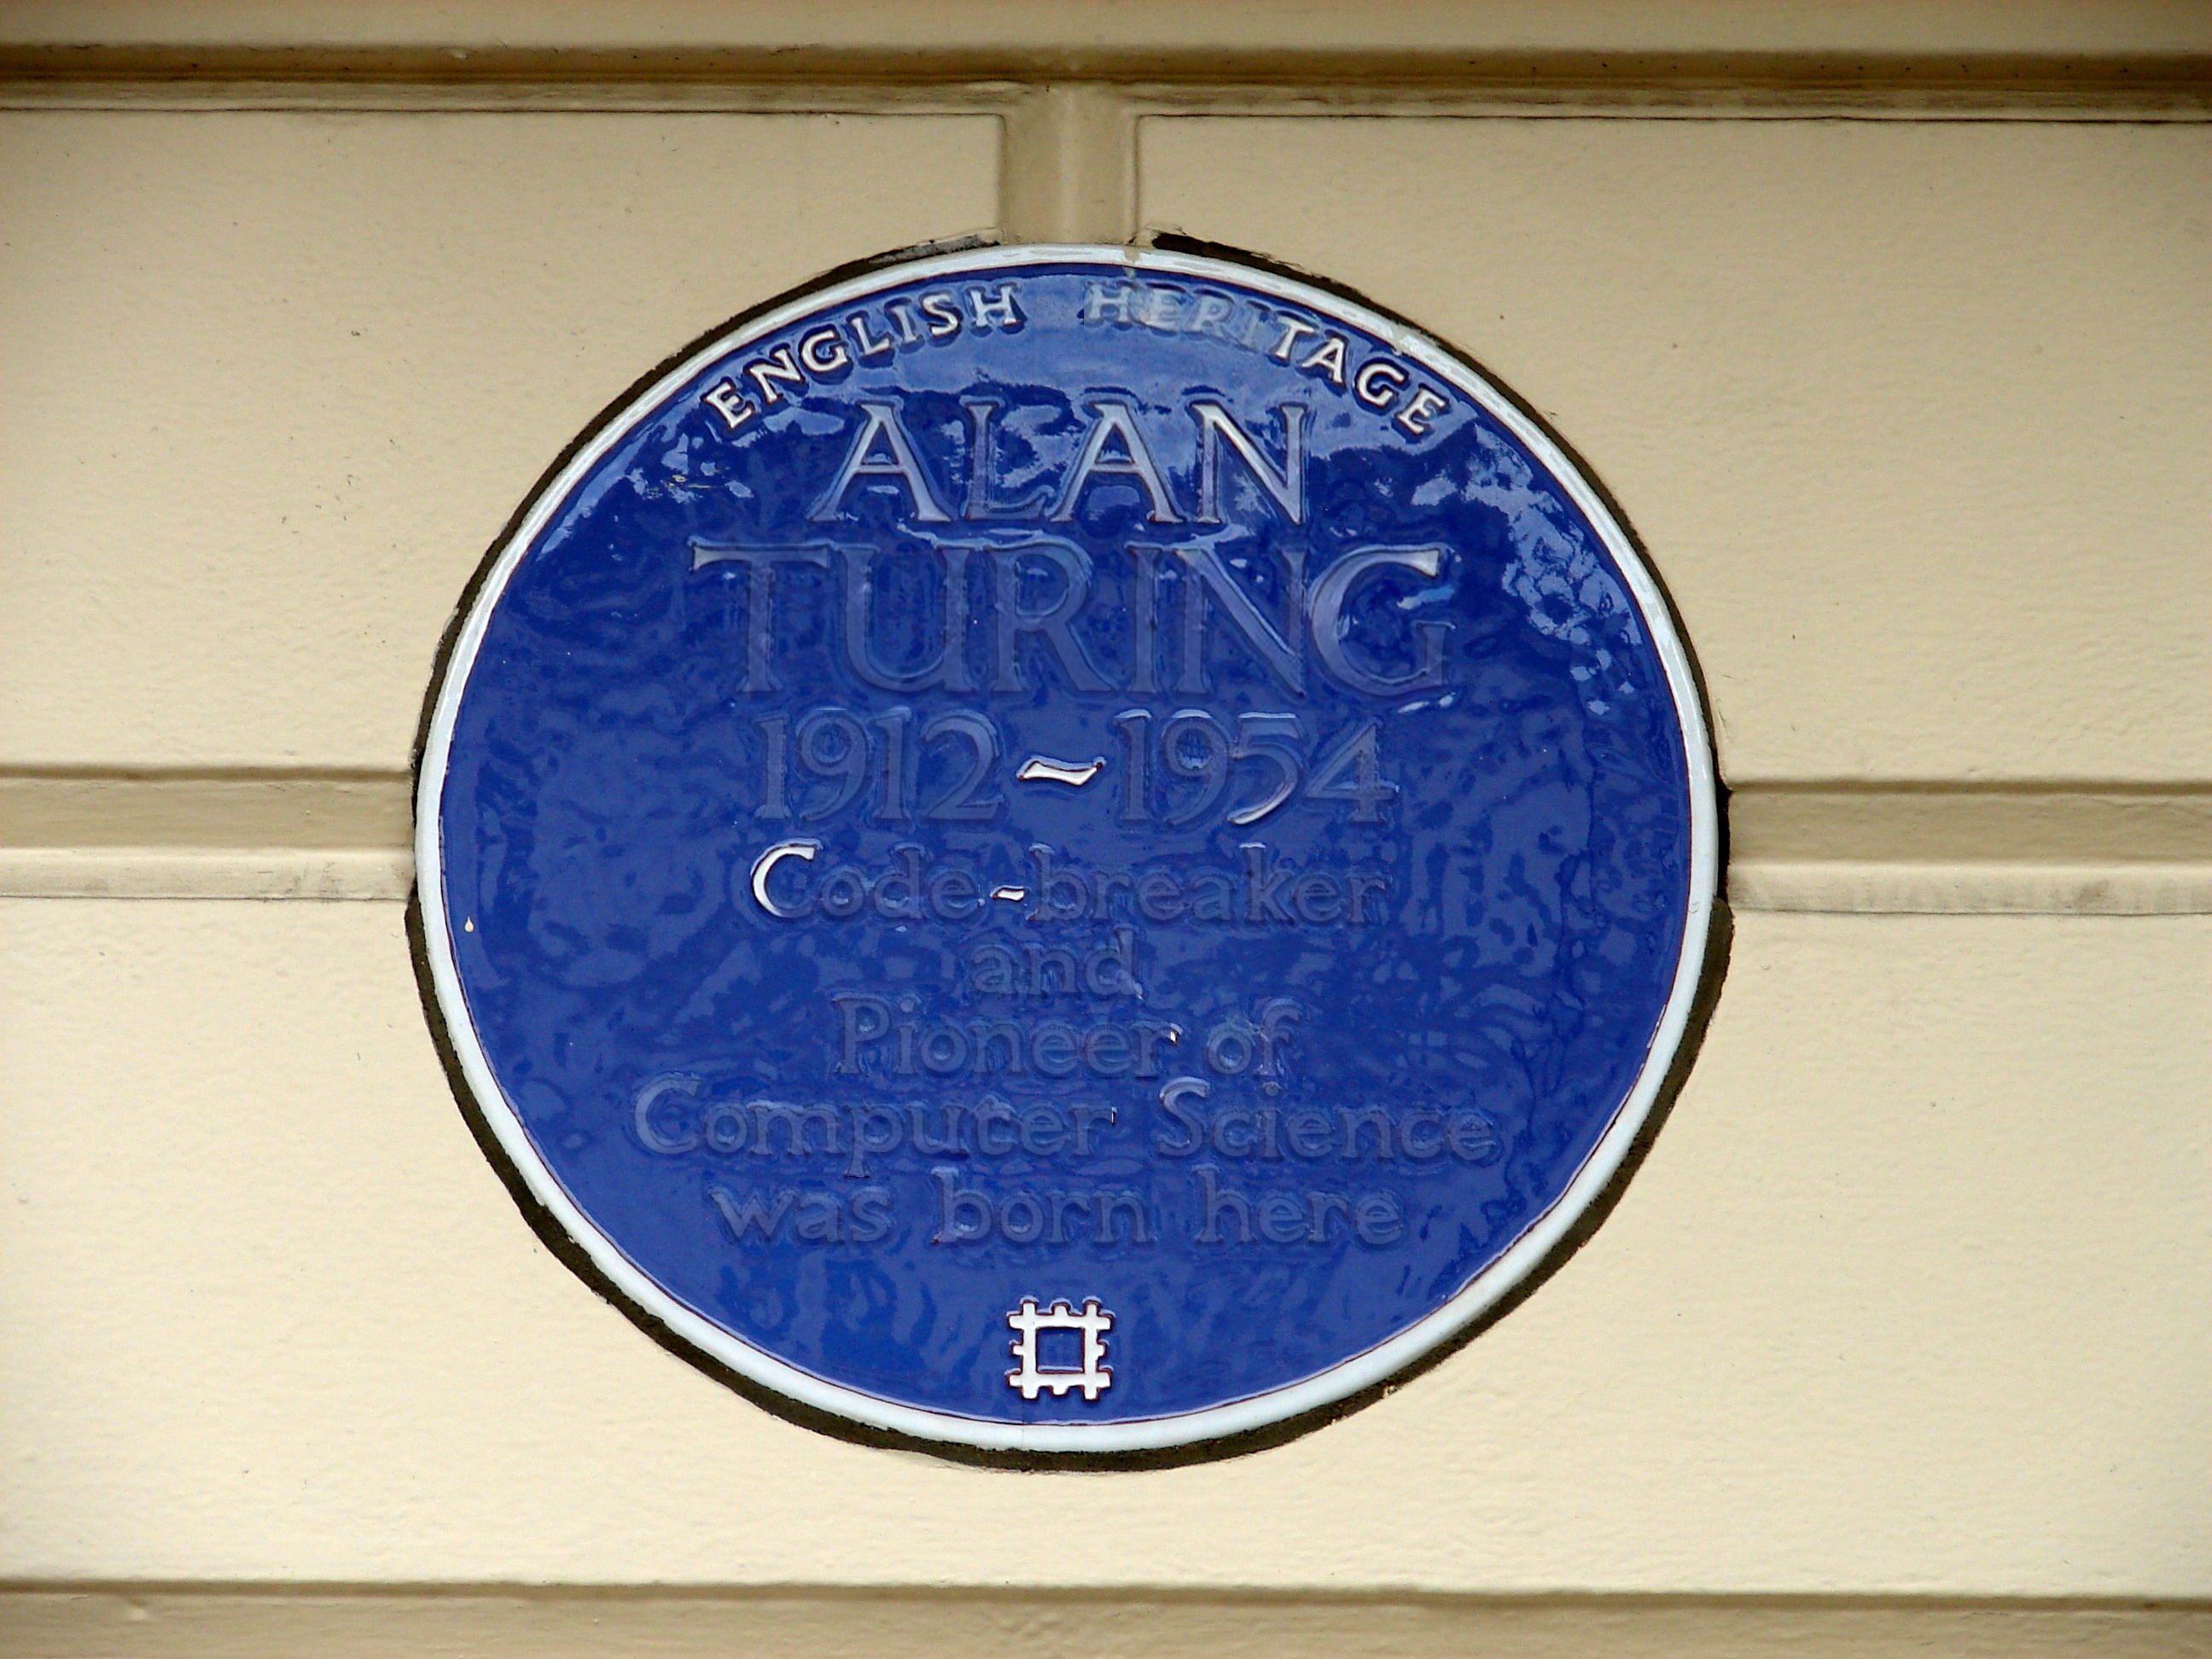 ENGLISH HERITAGE
ALAN
TURING
1912 ~ 1954
Code-breaker
and
Pioneer of
Computer Science
was born here